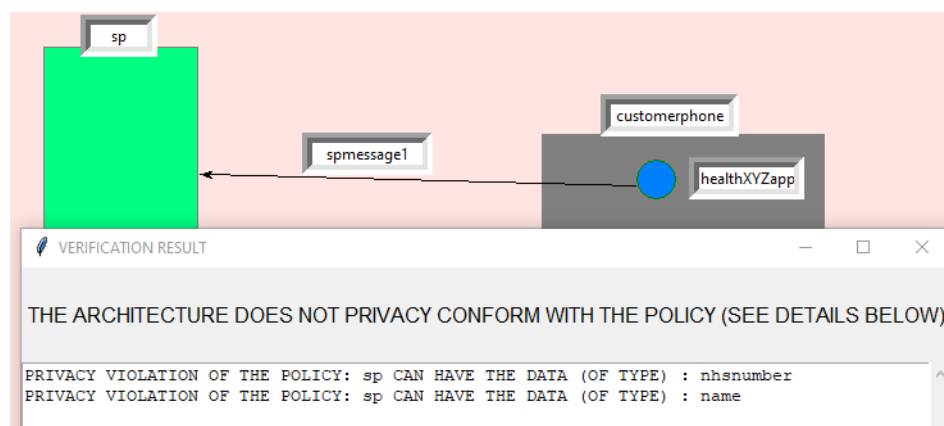 sp
customerphone
spmessage1
healthXYZapp
VERIFICATION RESULT
THE ARCHITECTURE DOES NOT PRIVACY CONFORM WITH THE POLICY (SEE DETAILS BELOW)
PRIVACY VIOLATION OF THE POLICY: sp CAN HAVE THE DATA (OF TYPE) : nhsnumber
PRIVACY VIOLATION OF THE POLICY: sp CAN HAVE THE DATA (OF TYPE) : name